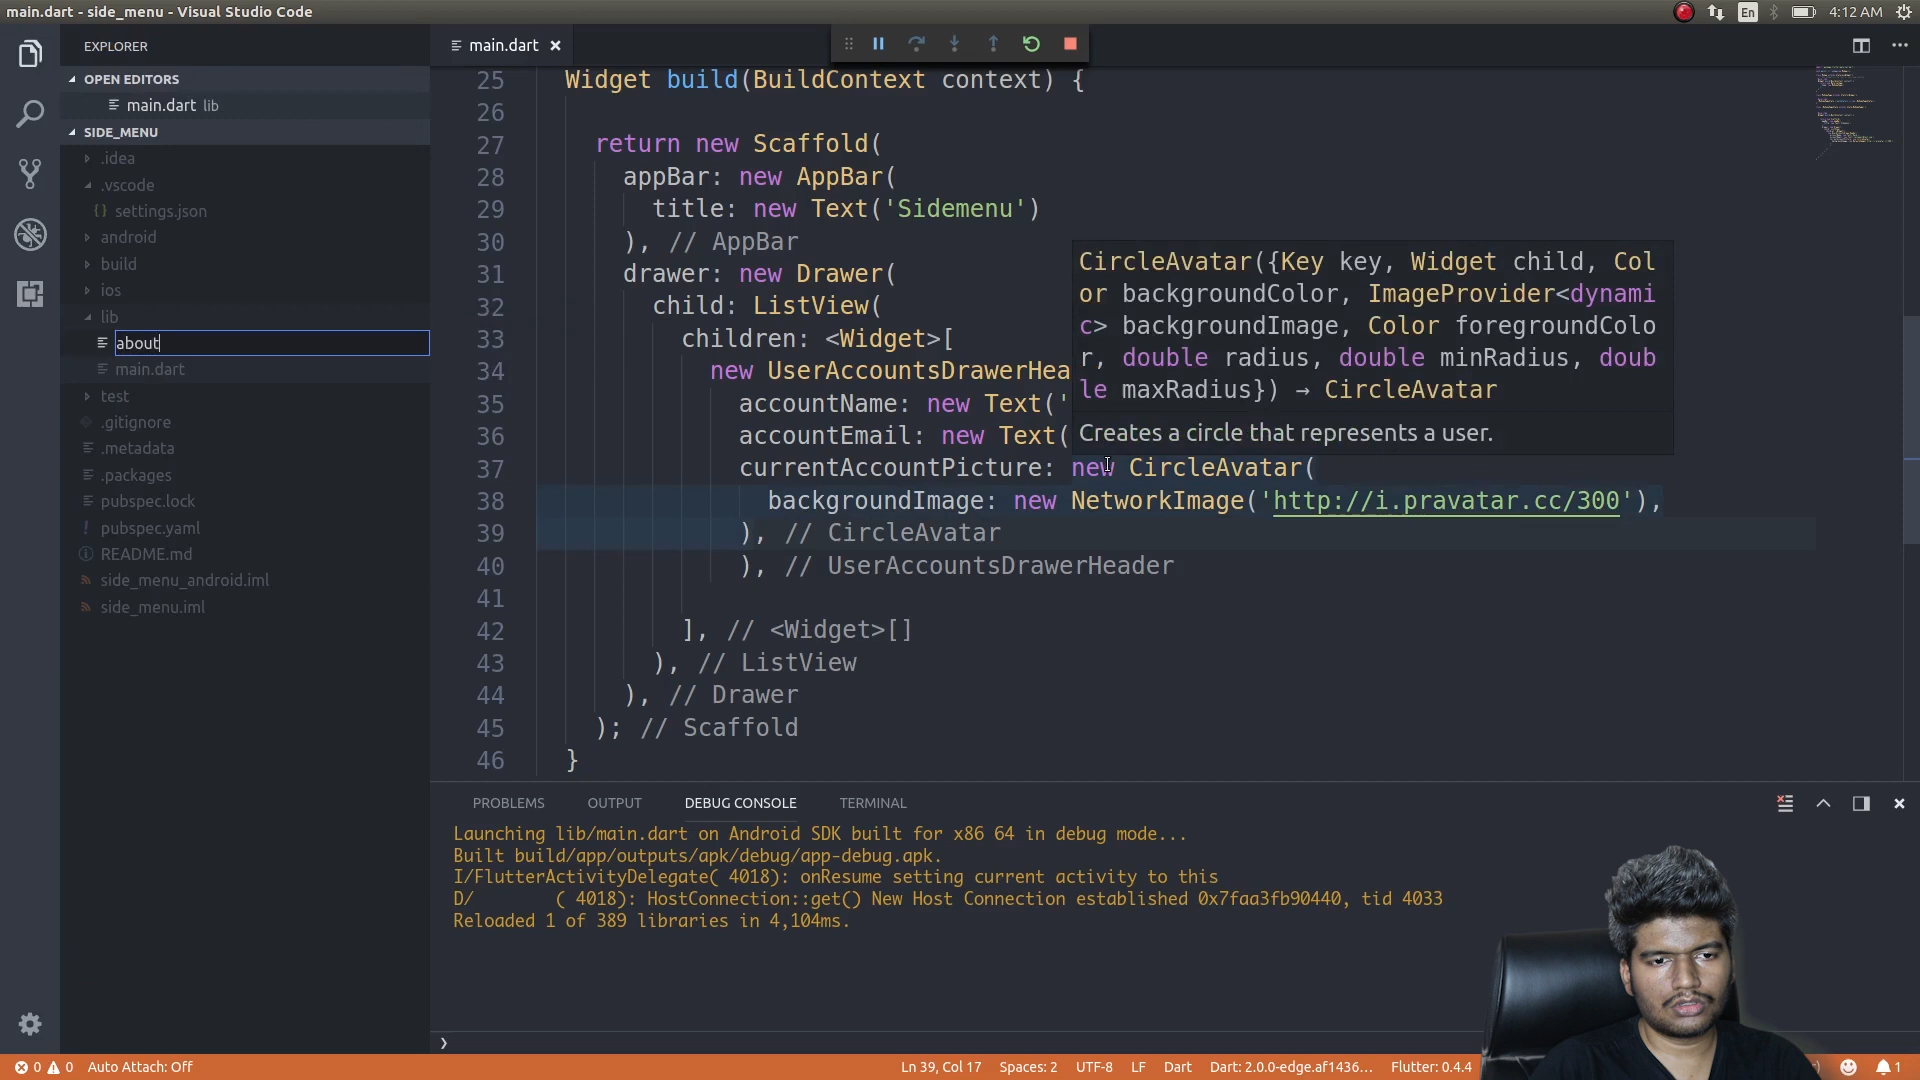 main.dart - side_menu - Visual Studio Code
En
4:12 AM
EXPLORER
OPEN EDITORS
main.dart lib
SIDE_MENU
.idea
.vscode
{} settings.json
android
build
ios
lib
about
main.dart
test
.gitignore
.metadata
.packages
pubspec.lock
! pubspec.yaml
README.md
side_menu_android.iml
side_menu.iml
main.dart
25 Widget build(BuildContext context) {
26
27 return new Scaffold(
28 appBar: new AppBar(
29 title: new Text('Sidemenu')
30 ), // AppBar
31 drawer: new Drawer(
32 child: ListView(
33 children: <Widget>[
34 new UserAccountsDrawerHea
35 accountName: new Text('
36 accountEmail: new Text(
37 currentAccountPicture: new CircleAvatar(
38 backgroundImage: new NetworkImage('http://i.pravatar.cc/300'),
39 ), // CircleAvatar
40 ), // UserAccountsDrawerHeader
41
42 ], // <Widget>[]
43 ), // ListView
44 ), // Drawer
45 ); // Scaffold
46 }
CircleAvatar({Key key, Widget child, Col
or backgroundColor, ImageProvider<dynami
c> backgroundImage, Color foregroundColo
r, double radius, double minRadius, doub
le maxRadius}) → CircleAvatar
Creates a circle that represents a user.
PROBLEMS OUTPUT DEBUG CONSOLE TERMINAL
Launching lib/main.dart on Android SDK built for x86 64 in debug mode...
Built build/app/outputs/apk/debug/app-debug.apk.
I/FlutterActivityDelegate( 4018): onResume setting current activity to this
D/ ( 4018): HostConnection::get() New Host Connection established 0x7faa3fb90440, tid 4033
Reloaded 1 of 389 libraries in 4,104ms.
0 0 Auto Attach: Off
Ln 39, Col 17 Spaces: 2 UTF-8 LF Dart Dart: 2.0.0-edge.af1436... Flutter: 0.4.4
1